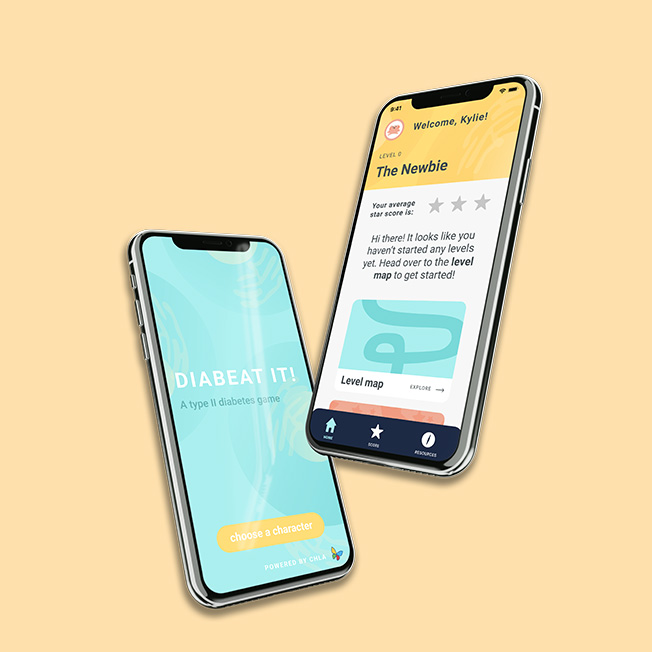 DIABEAT IT!
A type II diabetes game
choose a character
POWERED BY CHLA
9:41
Welcome, Kylie!
LEVEL 0
The Newbie
Your average
star score is:
Hi there! It looks like you
haven't started any levels
yet. Head over to the level
map to get started!
Level map
EXPLORE
HOME
SCORE
RESOURCES